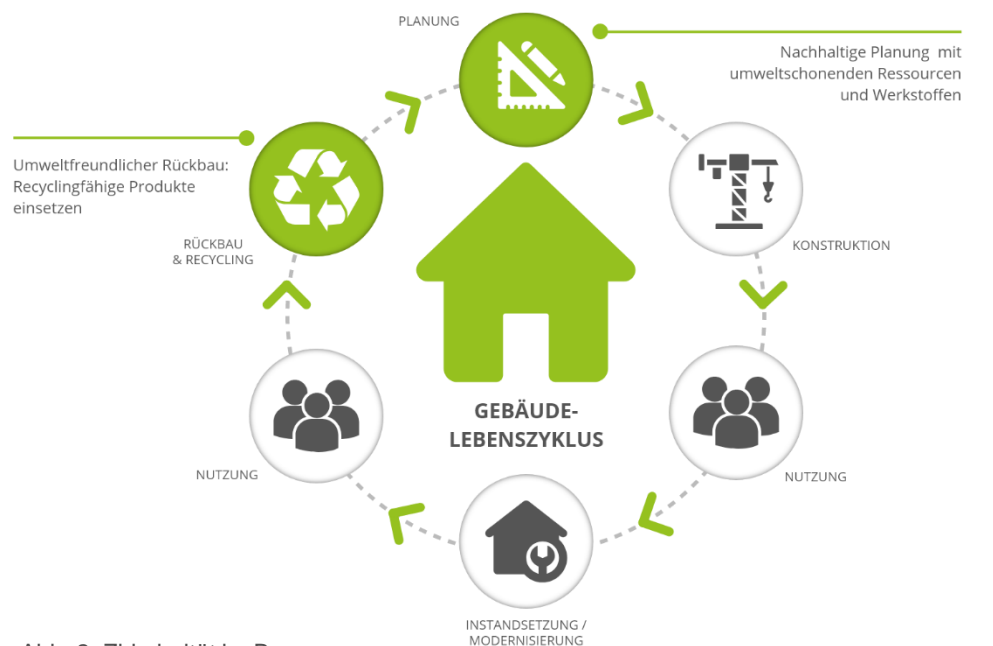 PLANUNG
Nachhaltige Planung mit
umweltschonenden Ressourcen
und Werkstoffen
Umweltfreundlicher Rückbau:
Recyclingfähige Produkte
einsetzen
RÜCKBAU
& RECYCLING
KONSTRUKTION
GEBÄUDE-
LEBENSZYKLUS
NUTZUNG
NUTZUNG
INSTANDSETZUNG /
MODERNISIERUNG